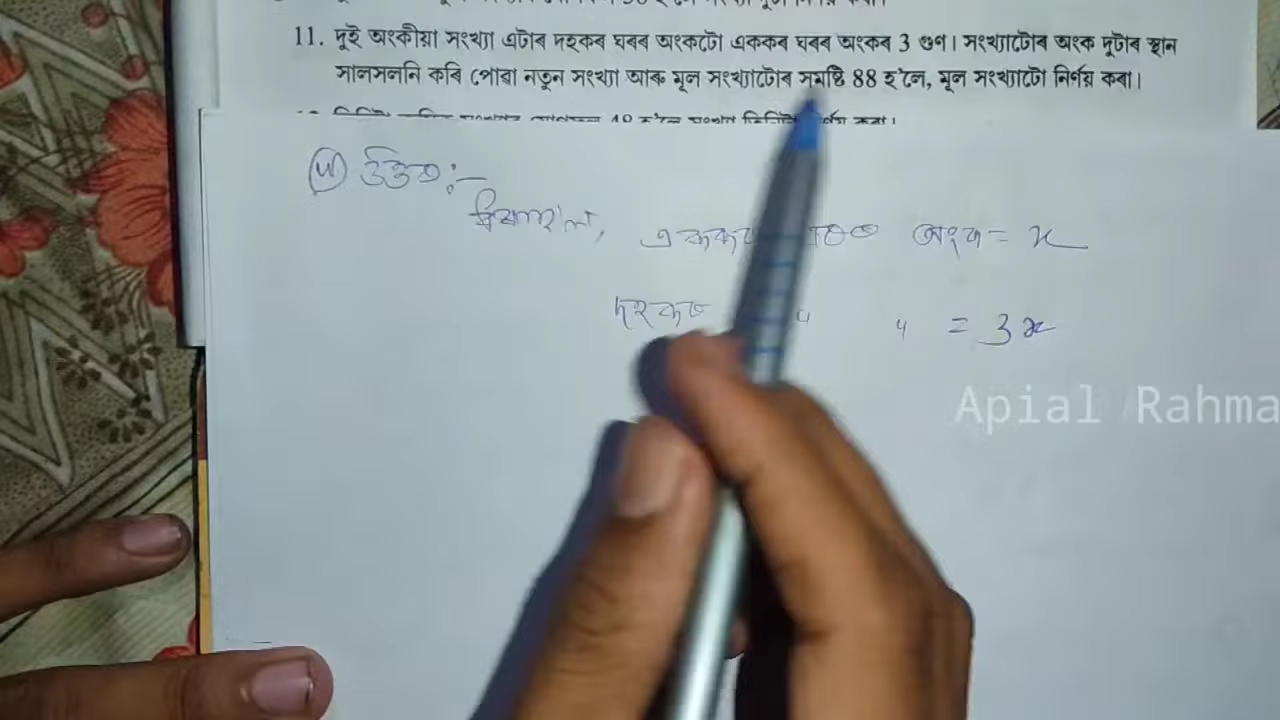 11. দুই অংকীয়া সংখ্যা এটাৰ দহকৰ ঘৰৰ অংকটো এককৰ ঘৰৰ অংকৰ 3 গুণ। সংখ্যাটোৰ অংক দুটাৰ স্থান
সালসলনি কৰি পোৱা নতুন সংখ্যা আৰু মূল সংখ্যাটোৰ সমষ্টি 88 হ'লে, মূল সংখ্যাটো নিৰ্ণয় কৰা।
উত্তৰ :-
অংক = x
দহকৰ " " = 3x
Apial Rahma